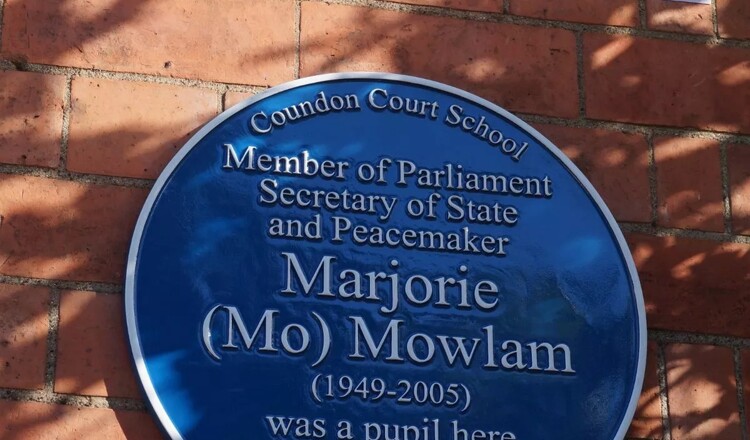 Coundon Court School
Member of Parliament
Secretary of State
and Peacemaker
Marjorie
(Mo) Mowlam
(1949-2005)
was a pupil here